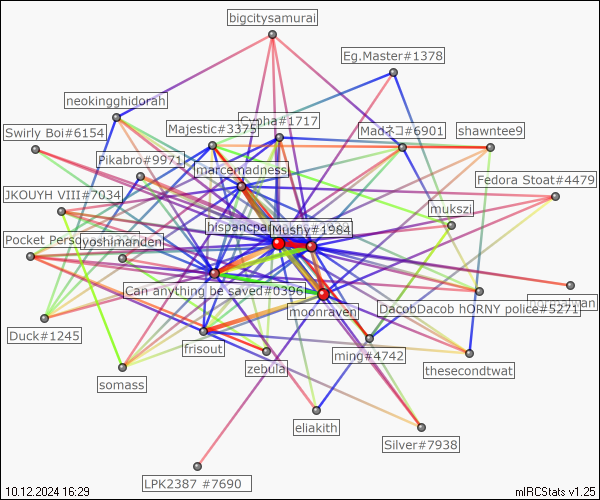 bigcitysamurai
Eg.Master#1378
neokingghidorah
Cypha#1717
Majestic#3375
Madネコ#6901
shawntee9
Swirly Boi#6154
Pikabro#9971
marcemadness
Fedora Stoat#4479
JKOUYH VIII#7034
mukszi
Mushy#1984
Pocket
yoshimanden
Can anything be saved#0396
DacobDacob hORNY police#5271
moonraven
Duck#1245
frisout
ming#4742
thesecondtwat
zebula
somass
eliakith
Silver#7938
LPK2387 #7690
10.12.2024 16:29
mIRCStats v1.25